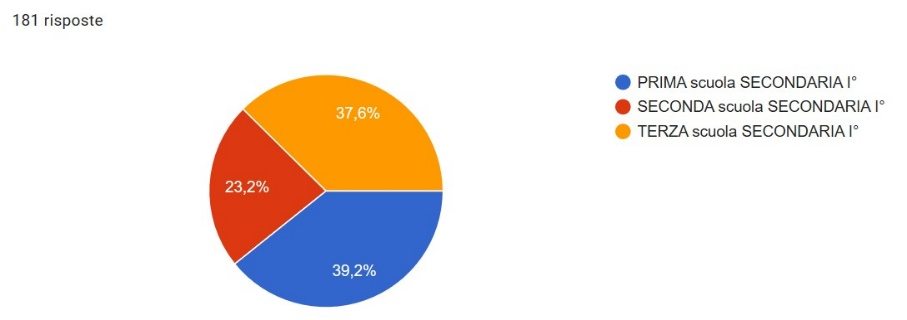 181 risposte
37,6%
23,2%
39,2%
PRIMA scuola SECONDARIA I°
SECONDA scuola SECONDARIA I°
TERZA scuola SECONDARIA I°